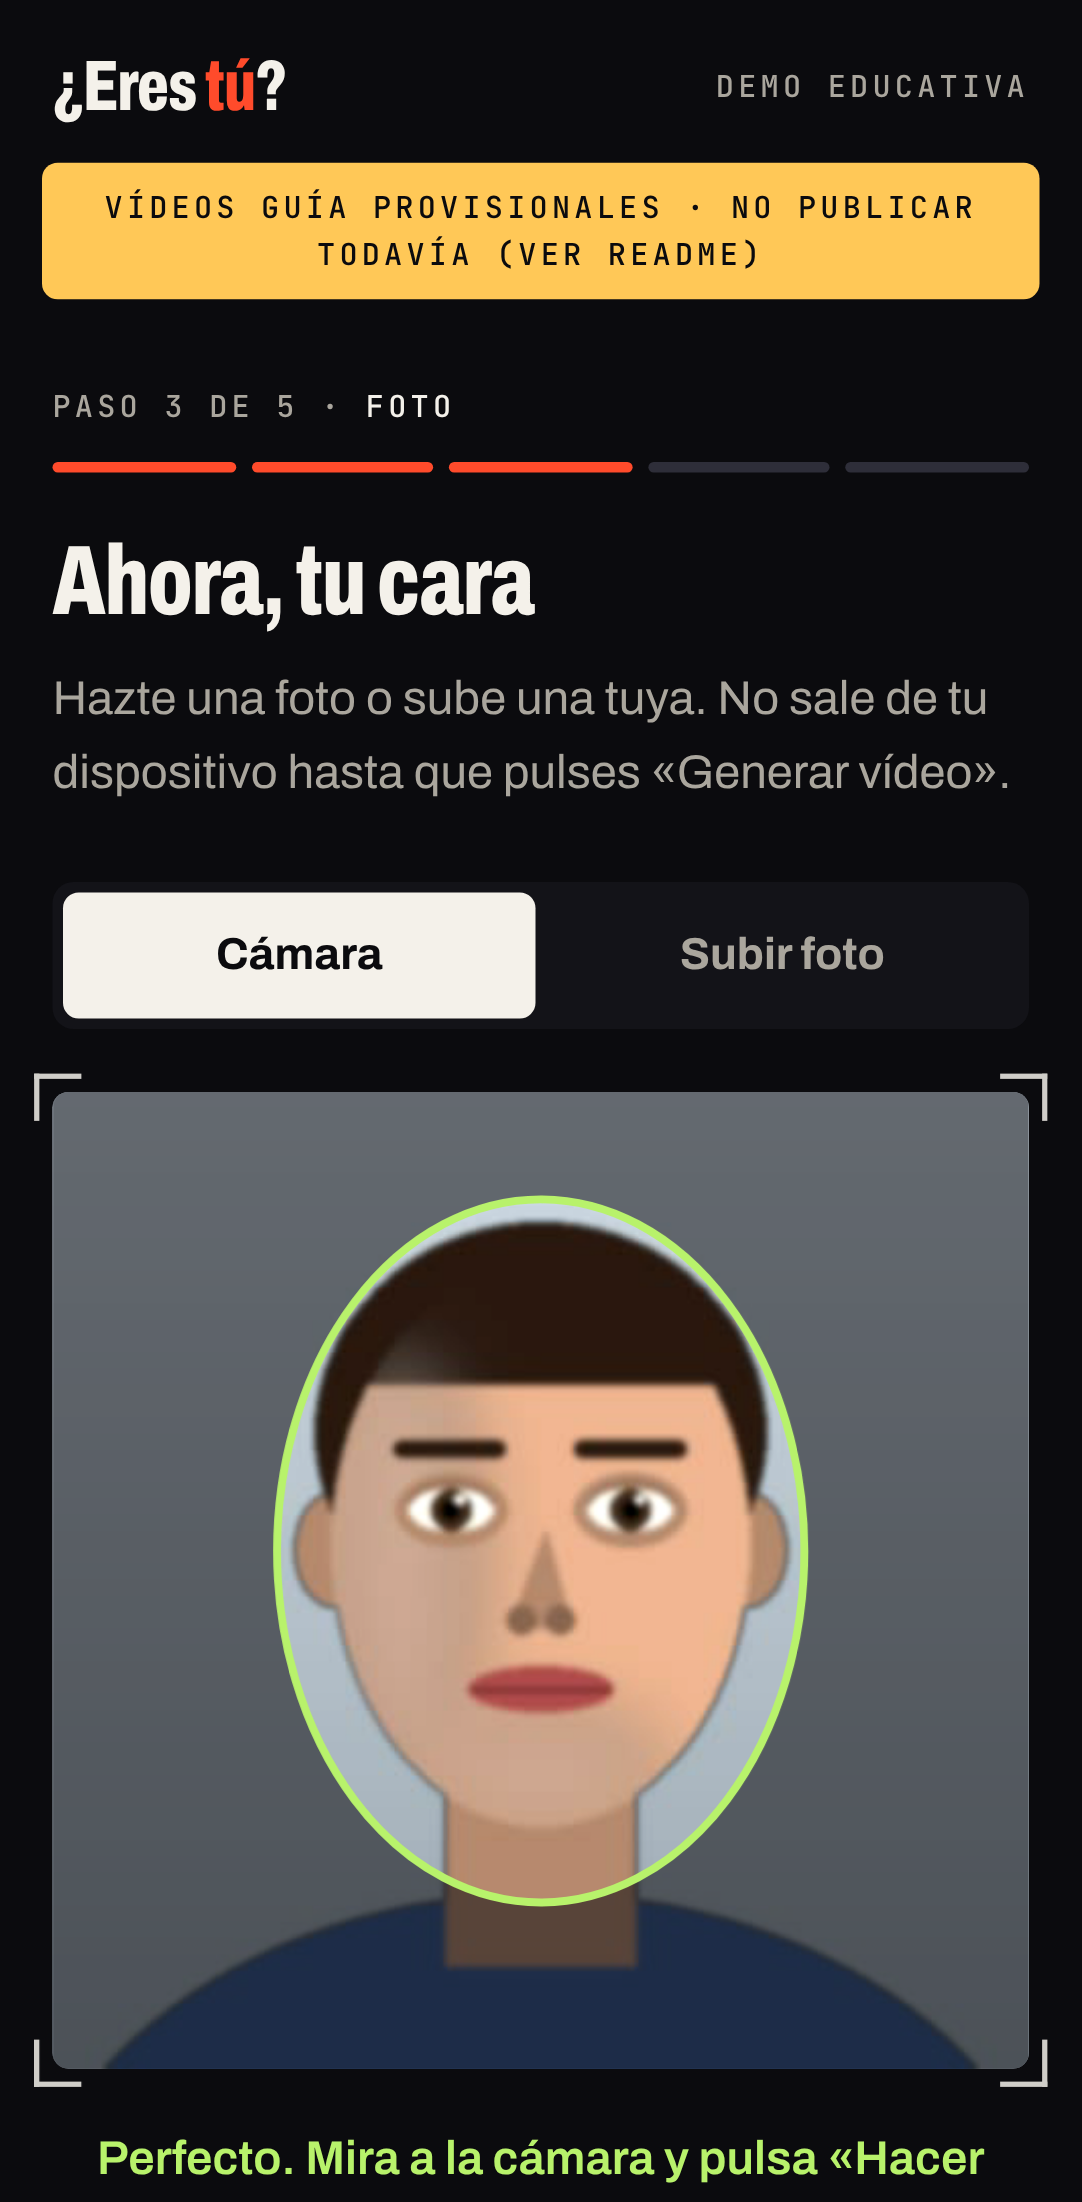 ¿Eres tú?
DEMO EDUCATIVA
VÍDEOS GUÍA PROVISIONALES · NO PUBLICAR
TODAVÍA (VER README)
PASO 3 DE 5 · FOTO
Ahora, tu cara
Hazte una foto o sube una tuya. No sale de tu
dispositivo hasta que pulses «Generar vídeo».
Cámara
Subir foto
Perfecto. Mira a la cámara y pulsa «Hacer